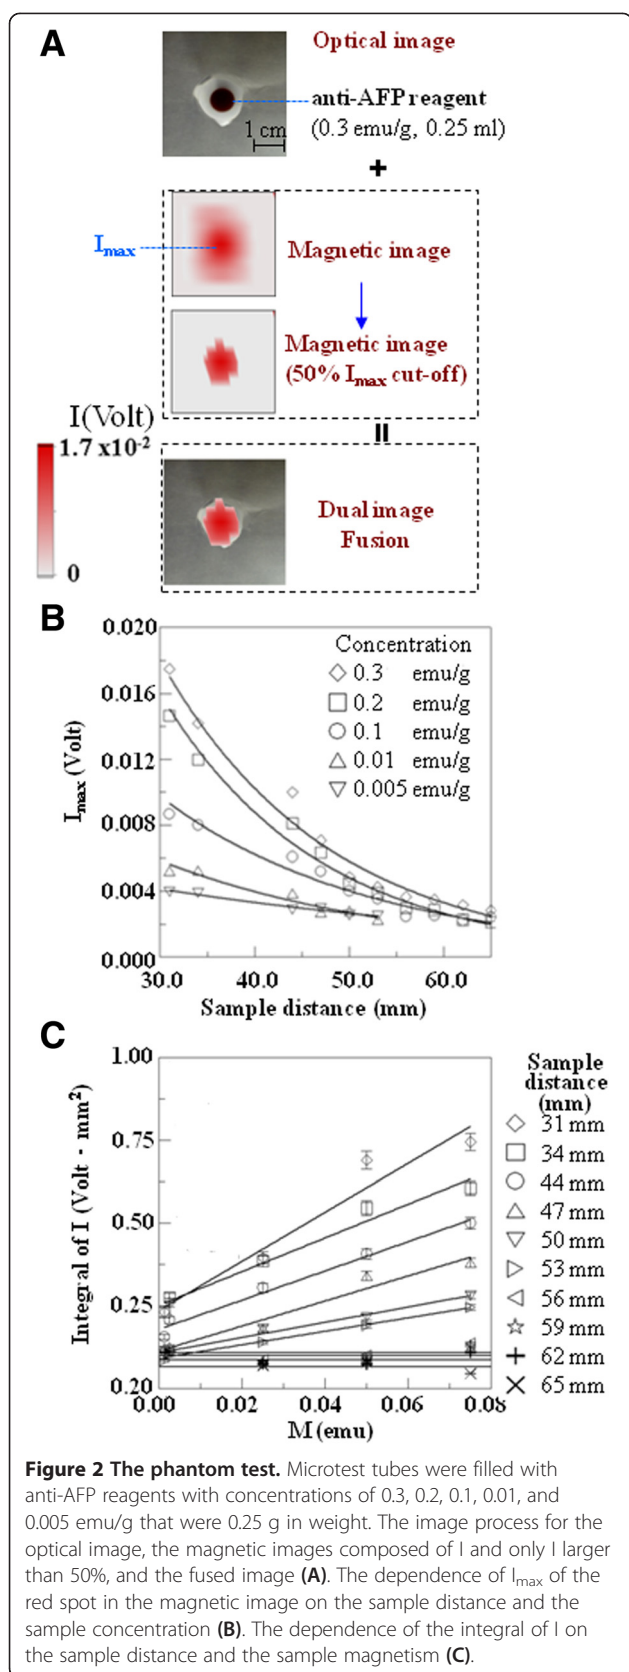 A
Optical image
anti-AFP reagent
(0.3 emu/g, 0.25 ml)
1 cm
+
Imax
Magnetic image
Magnetic image
(50% Imax cut-off)
I(Volt)
=
1.7 x10-2
0
Dual image
Fusion
B
0.020
0.016
0.012
0.008
0.004
0.000
Imax (Volt)
Concentration
0.3 emu/g
0.2 emu/g
0.1 emu/g
0.01 emu/g
0.005 emu/g
30.0 40.0 50.0 60.0
Sample distance (mm)
C
1.00
0.75
0.50
0.25
0.20
Integral of I (Volt · mm2)
0.00 0.02 0.04 0.06 0.08
M (emu)
Sample
distance
(mm)
31 mm
34 mm
44 mm
47 mm
50 mm
53 mm
56 mm
59 mm
62 mm
65 mm
Figure 2 The phantom test. Microtest tubes were filled with
anti-AFP reagents with concentrations of 0.3, 0.2, 0.1, 0.01, and
0.005 emu/g that were 0.25 g in weight. The image process for the
optical image, the magnetic images composed of I and only I larger
than 50%, and the fused image (A). The dependence of Imax of the
red spot in the magnetic image on the sample distance and the
sample concentration (B). The dependence of the integral of I on
the sample distance and the sample magnetism (C).